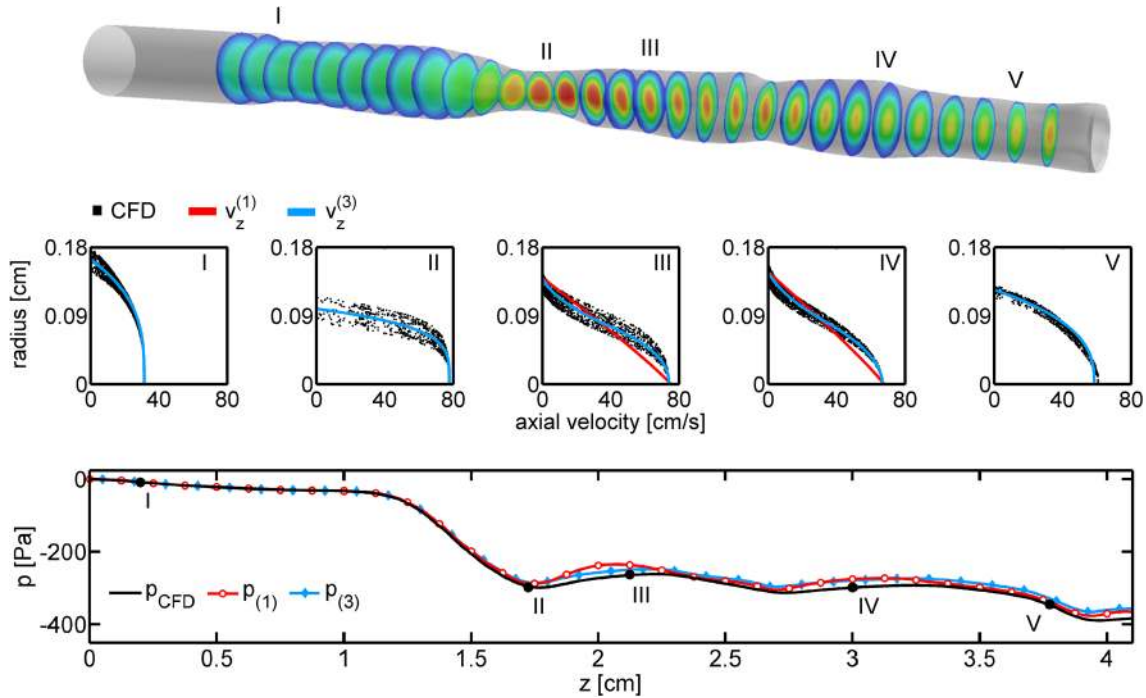 I
II
III
IV
V
CFD v_z^(1) v_z^(3)
radius [cm]
0.18 0.09 0
I
0 40 80
0.18 0.09 0
II
0 40 80
0.18 0.09 0
III
0 40 80
0.18 0.09 0
IV
0 40 80
0.18 0.09 0
V
0 40 80
axial velocity [cm/s]
p [Pa]
0
-200
-400
I
II
III
IV
V
p_CFD p_(1) p_(3)
0 0.5 1 1.5 2 2.5 3 3.5 4
z [cm]